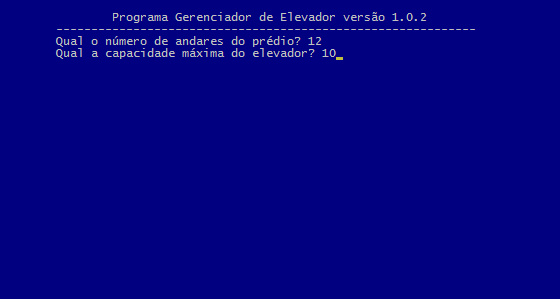 Programa Gerenciador de Elevador versão 1.0.2
------------------------------------------------------------
Qual o número de andares do prédio? 12
Qual a capacidade máxima do elevador? 10_